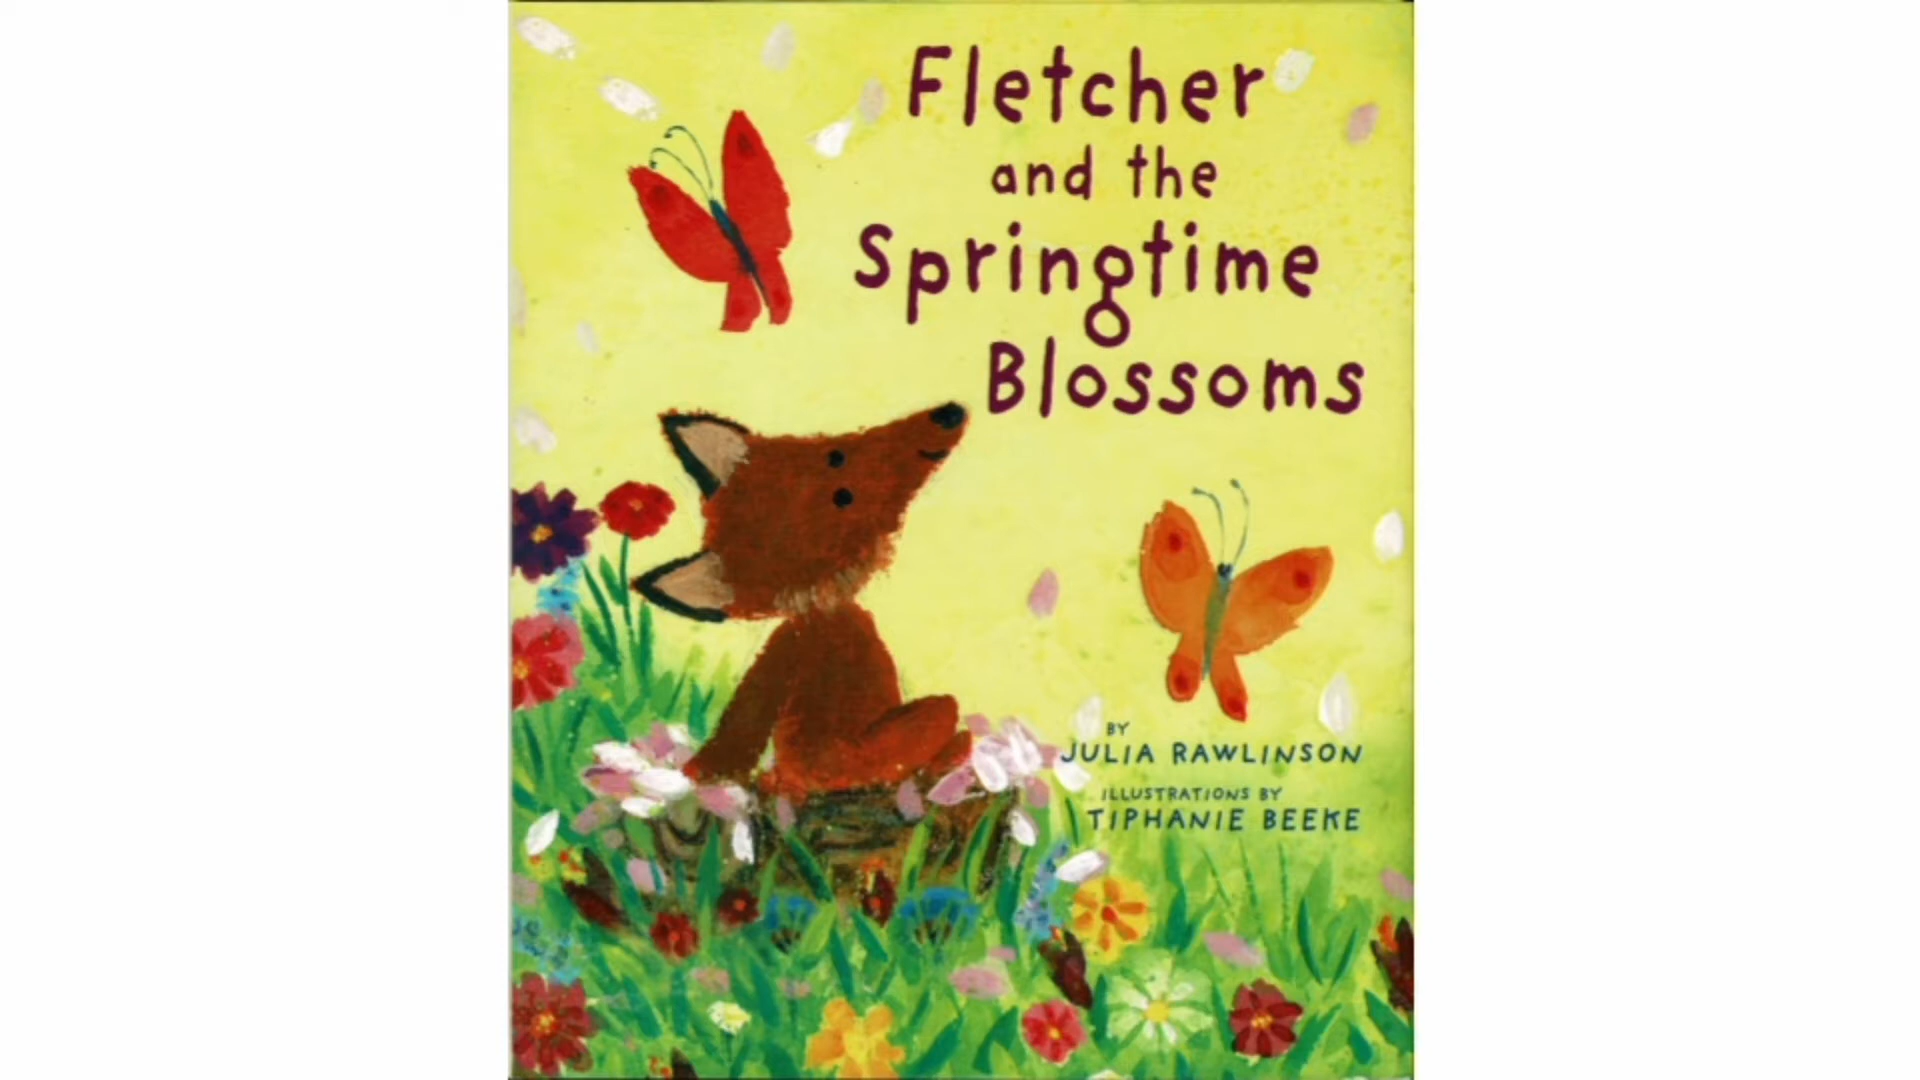 Fletcher
and the
Springtime
Blossoms
BY
JULIA RAWLINSON
ILLUSTRATIONS BY
TIPHANIE BEEKE